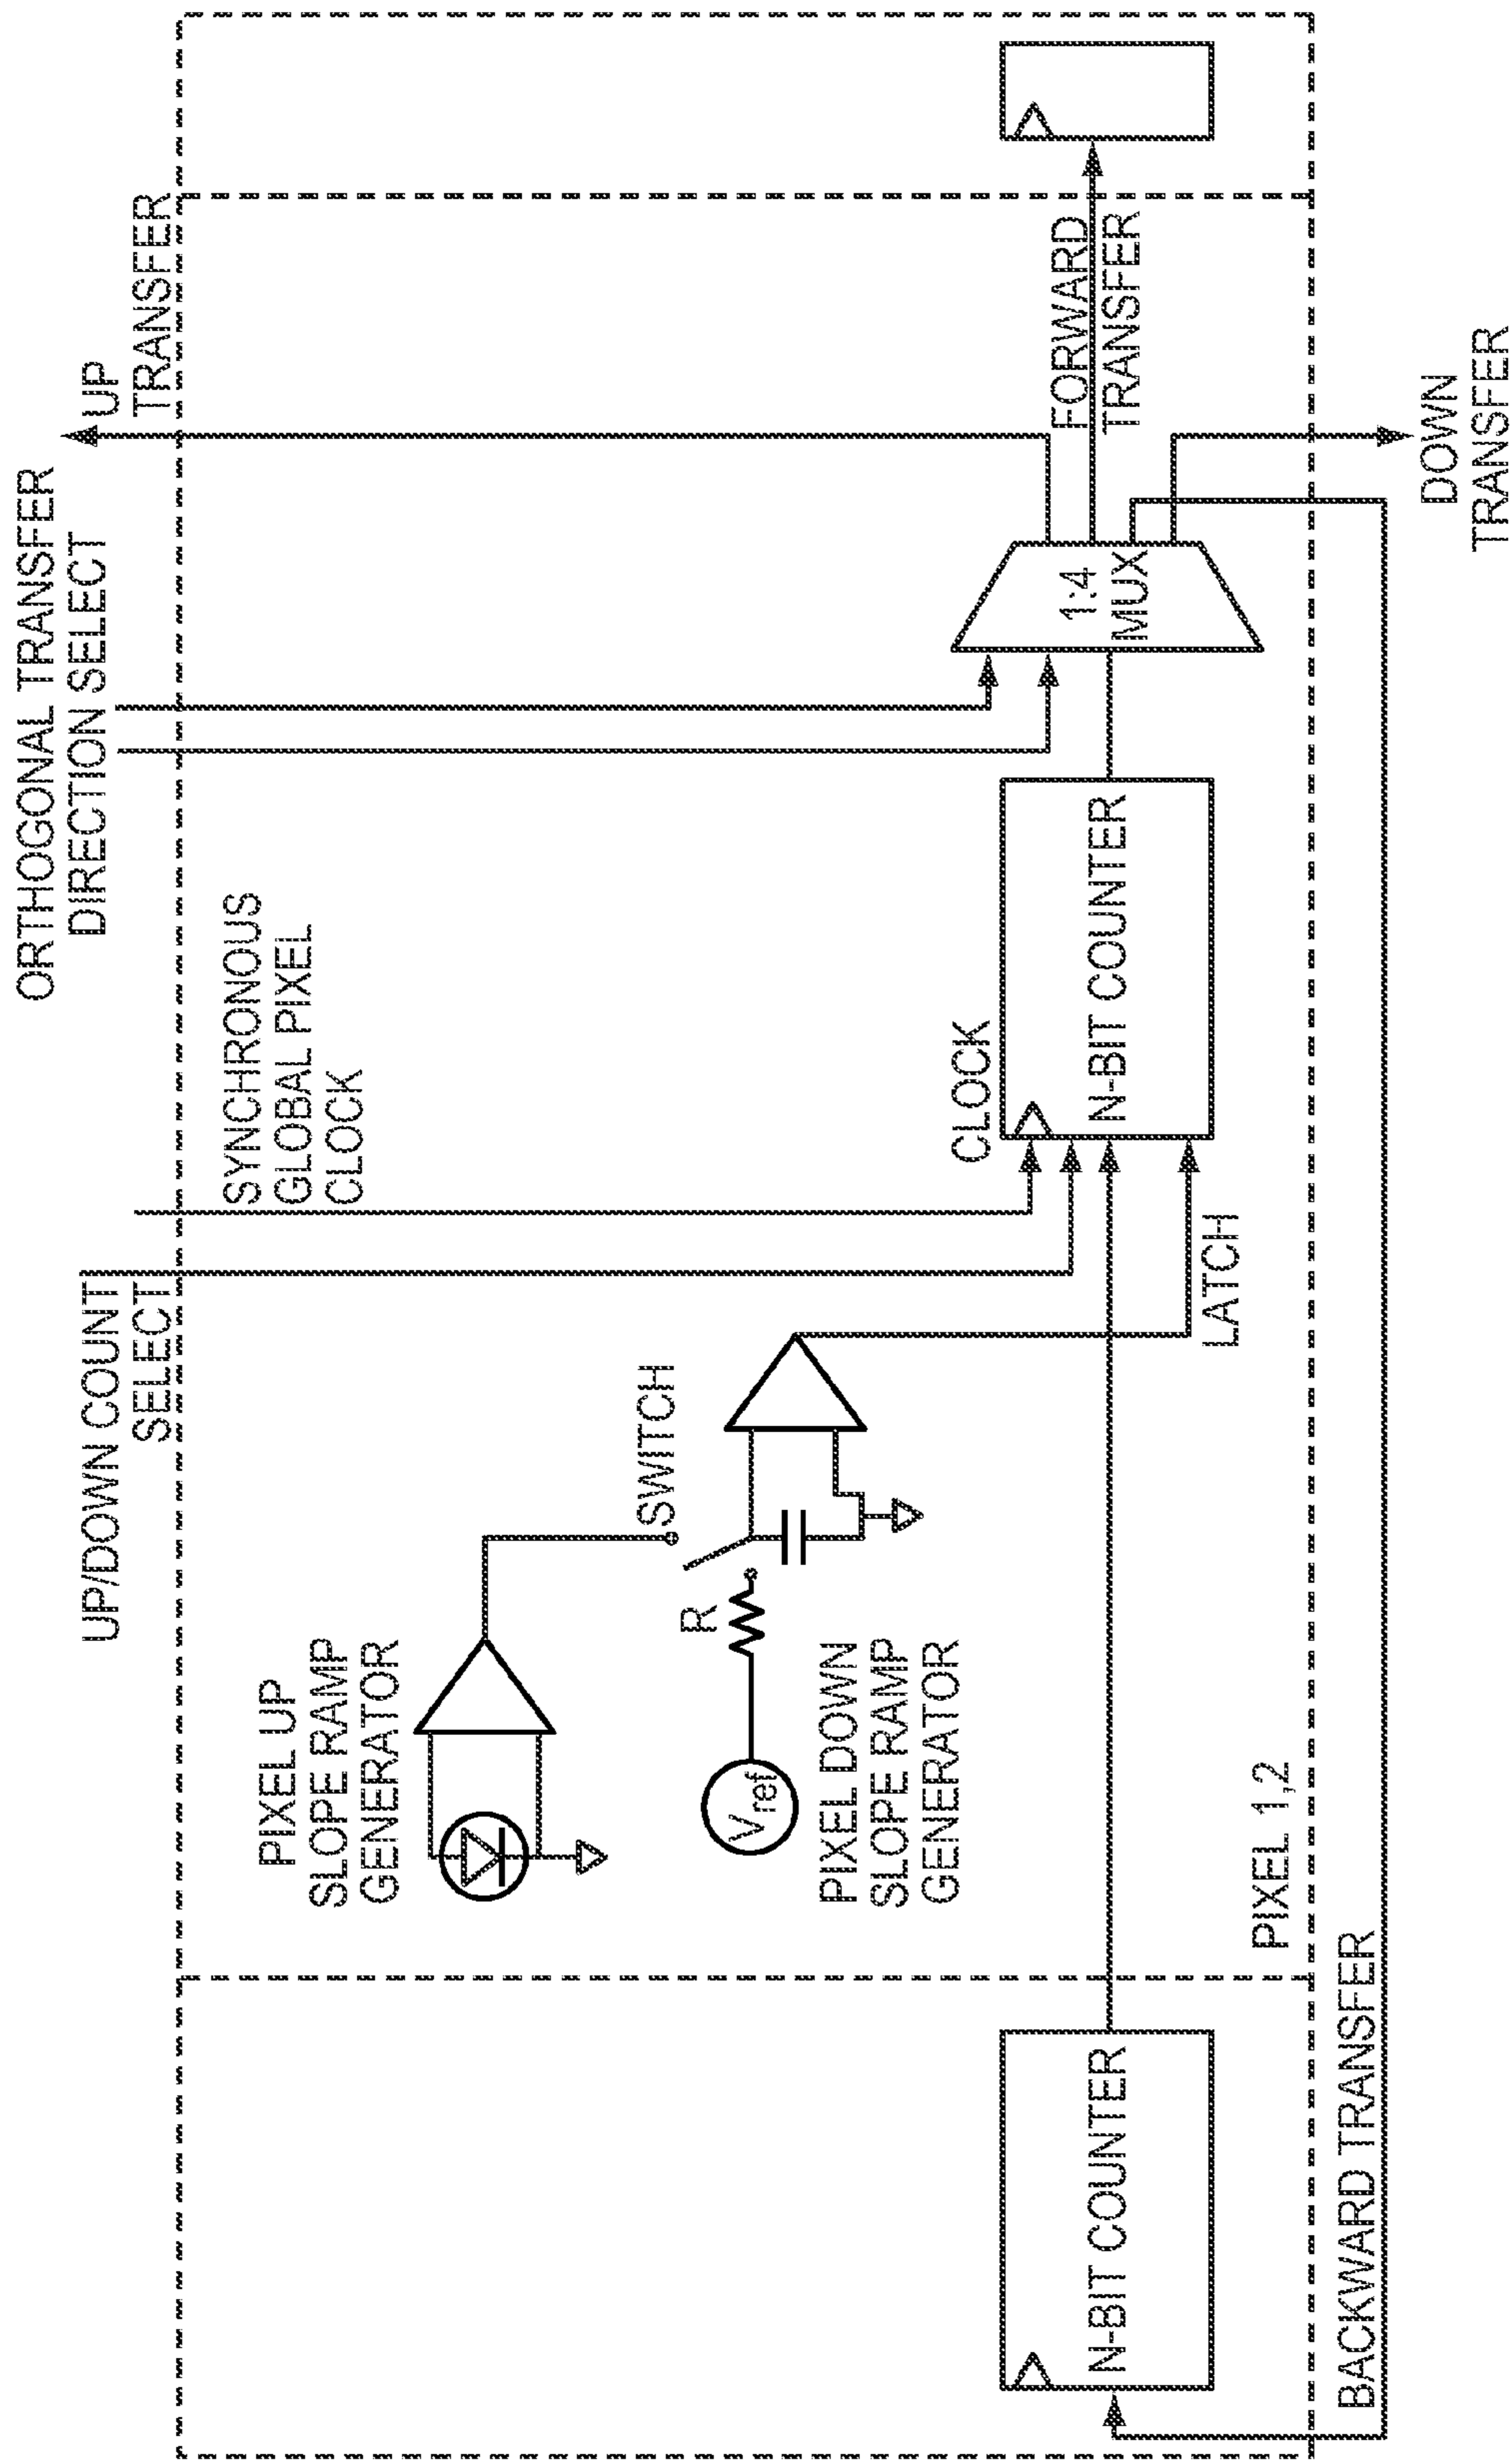 ORTHOGONAL TRANSFER
DIRECTION SELECT
UP
TRANSFER
UP/DOWN COUNT
SELECT
SYNCHRONOUS
GLOBAL PIXEL
CLOCK
PIXEL UP
SLOPE RAMP
GENERATOR
SWITCH
R
Vref
PIXEL DOWN
SLOPE RAMP
GENERATOR
CLOCK
N-BIT COUNTER
N-BIT COUNTER
1:4
MUX
FORWARD
TRANSFER
LATCH
PIXEL 1,2
BACKWARD TRANSFER
DOWN
TRANSFER